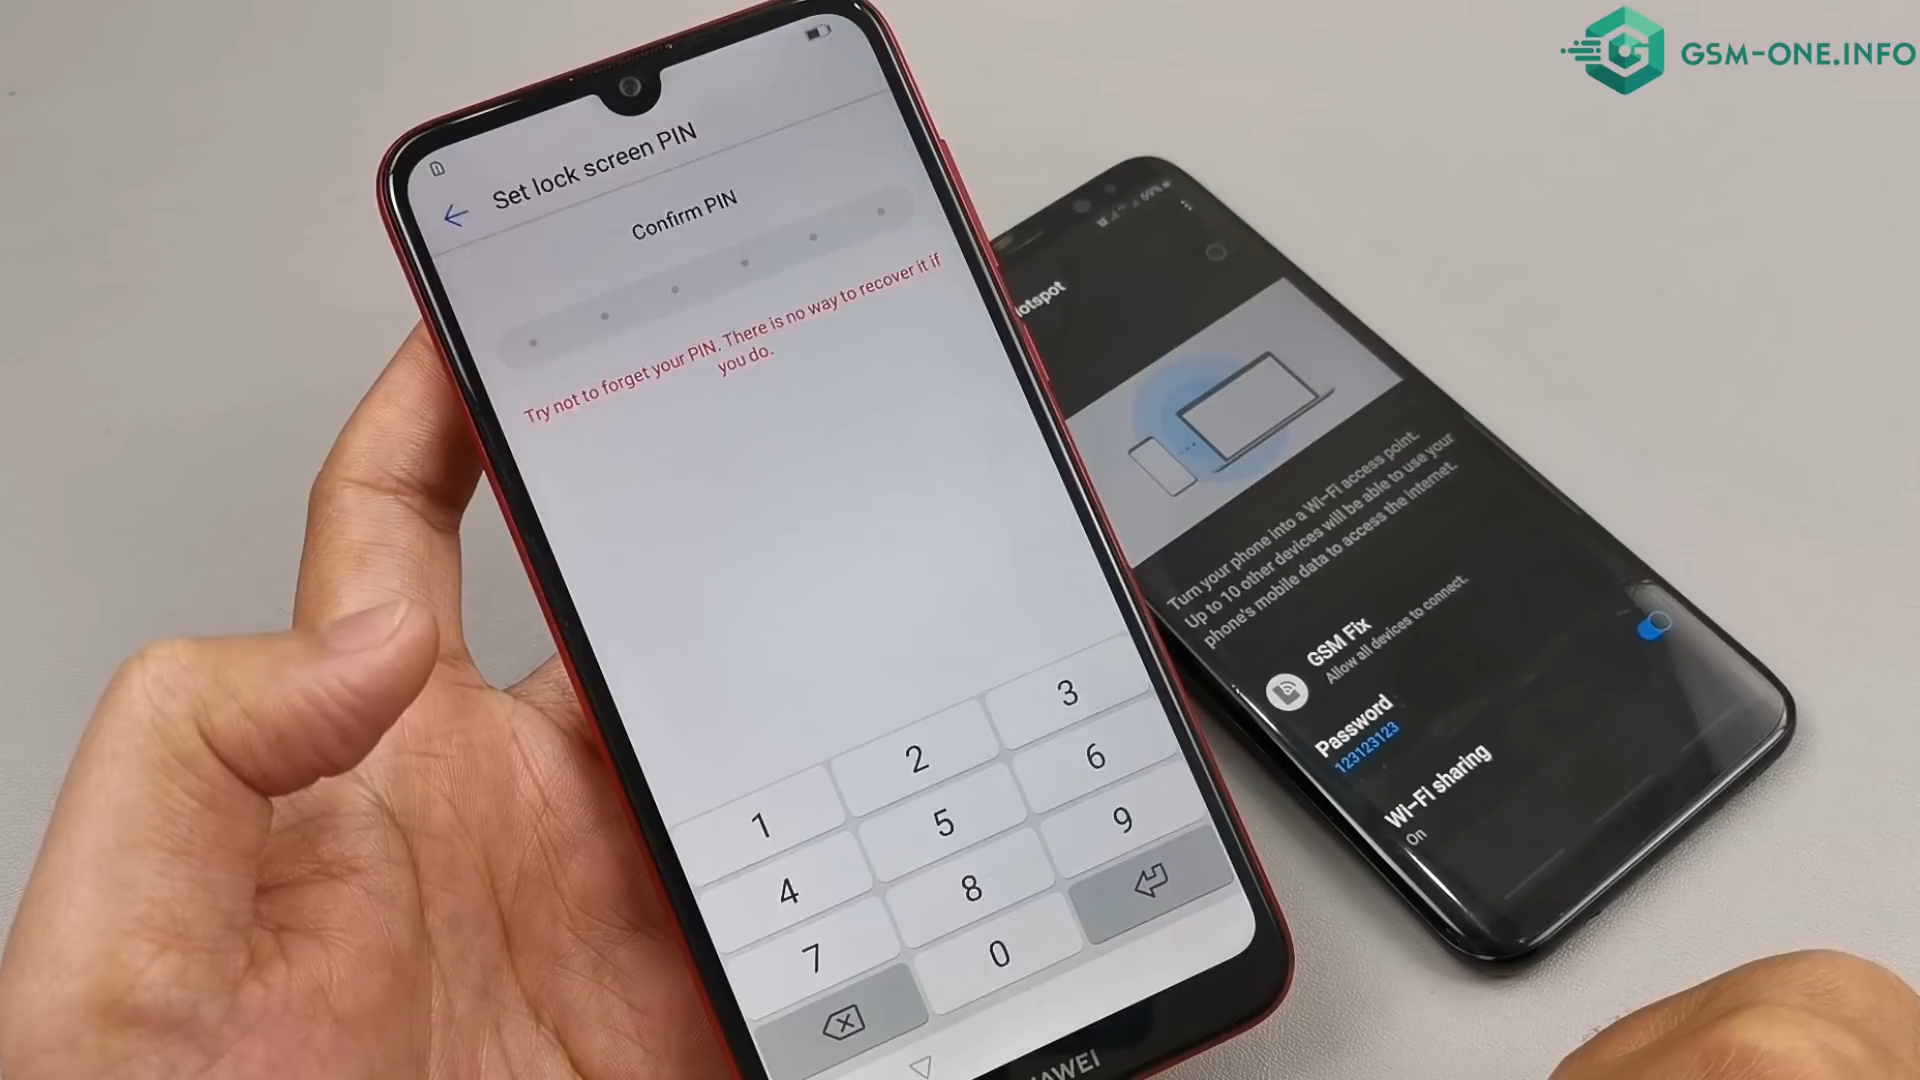 GSM-ONE.INFO
Set lock screen PIN
Confirm PIN
Try not to forget your PIN. There is no way to recover it if
you do.
1
2
3
4
5
6
7
8
9
0
HUAWEI
60%
Hotspot
Turn your phone into a Wi-Fi access point.
Up to 10 other devices will be able to use your
phone's mobile data to access the internet.
GSM Fix
Allow all devices to connect.
Password
123123123
Wi-Fi sharing
On